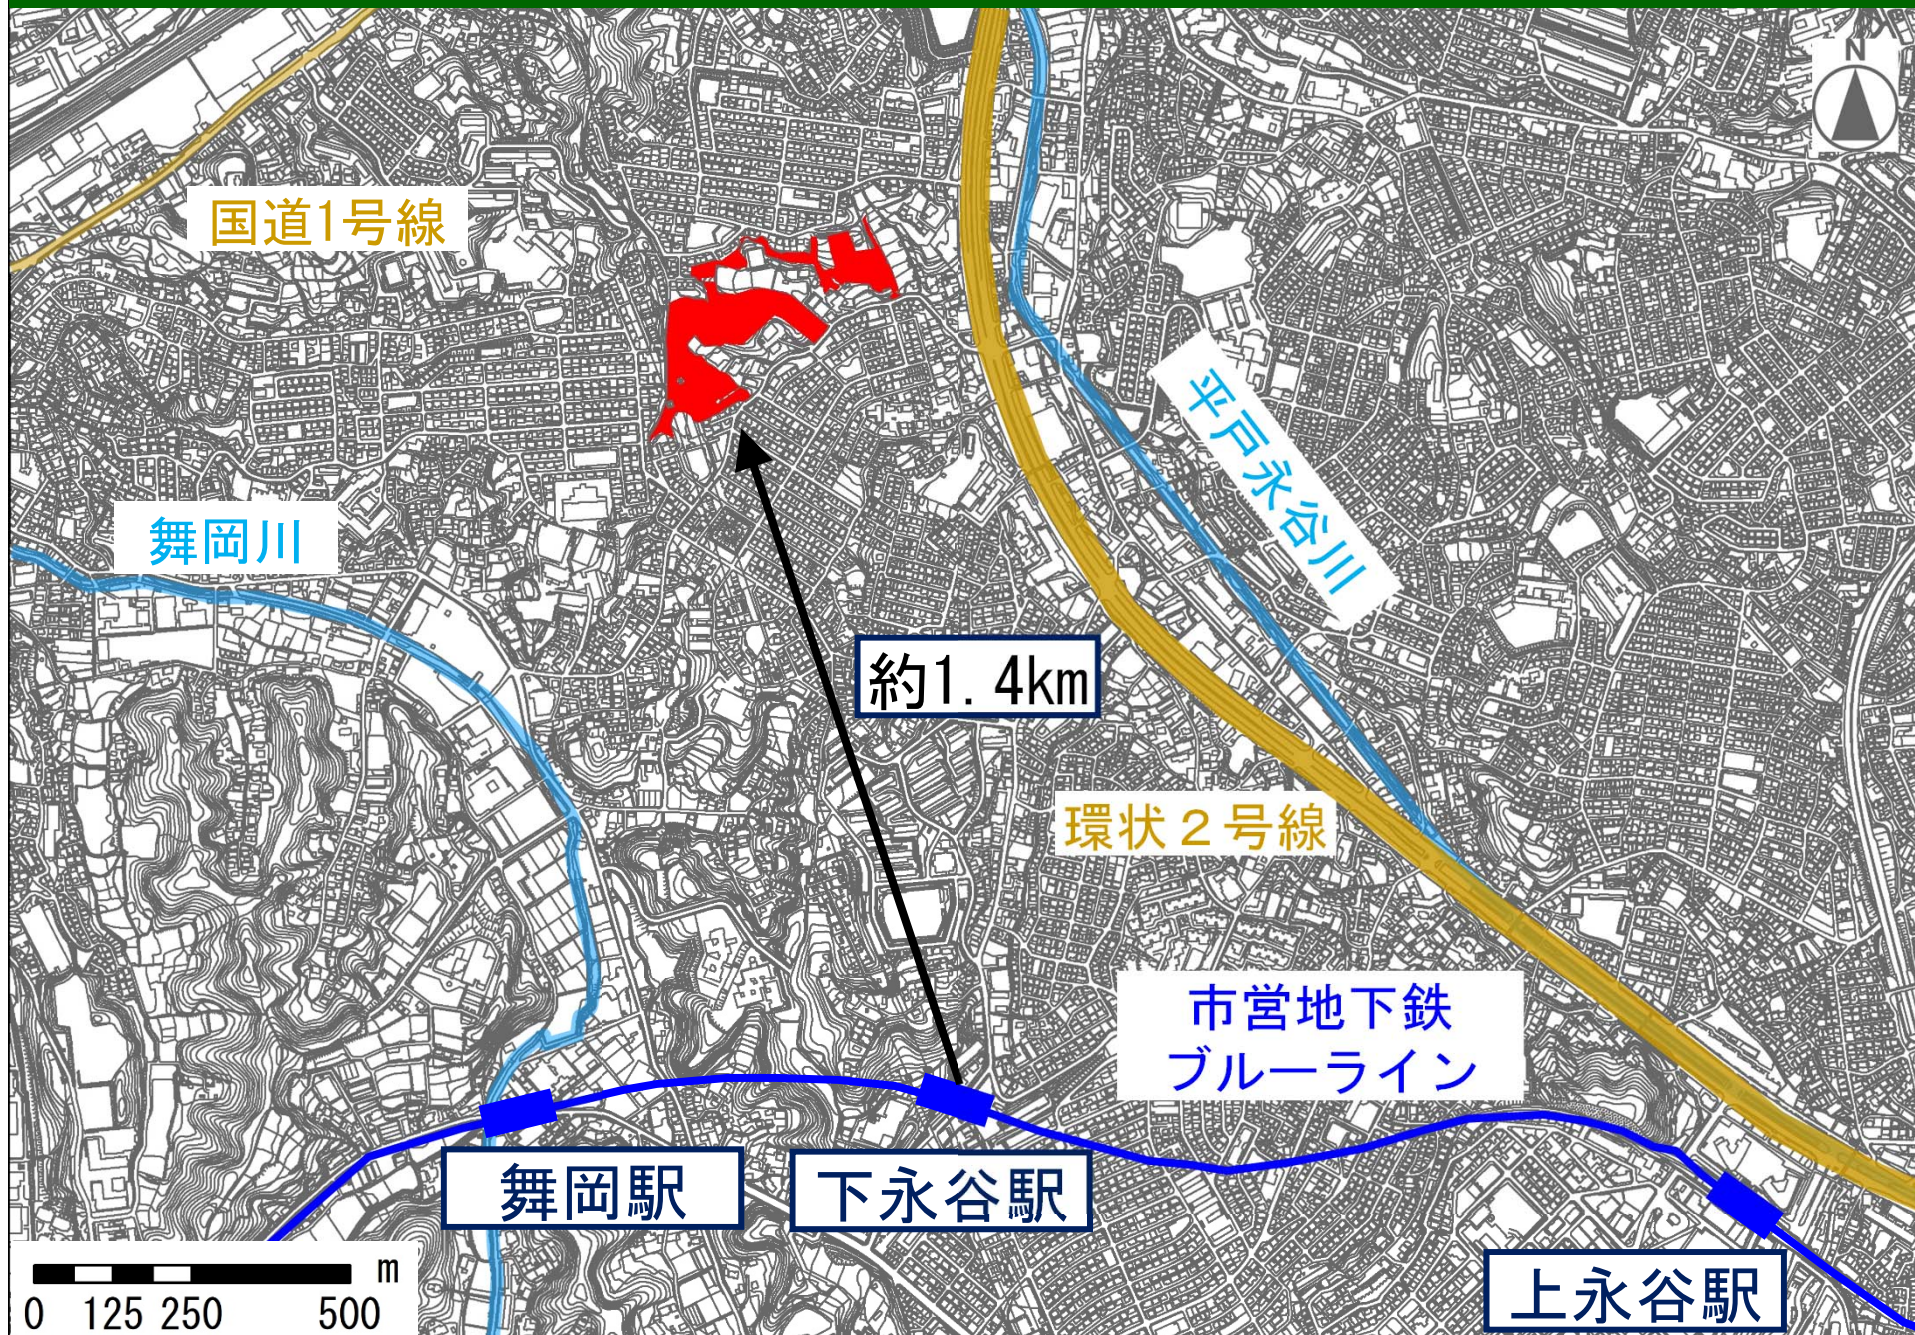 N
国道1号線
平戸永谷川
舞岡川
約1.4km
環状２号線
市営地下鉄
ブルーライン
舞岡駅
下永谷駅
上永谷駅
m
0 125 250 500